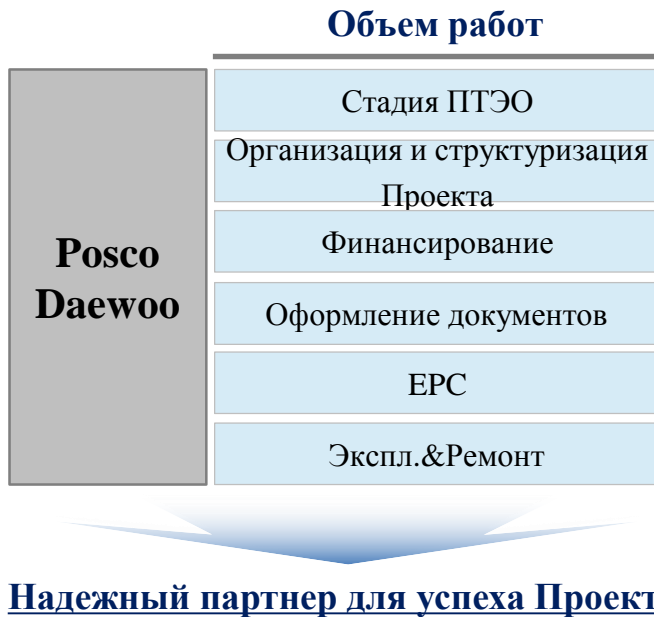 Объем работ
Posco
Daewoo
Стадия ПТЭО
Организация и структуризация
Проекта
Финансирование
Оформление документов
EPC
Экспл.&Ремонт
Надежный партнер для успеха Проект